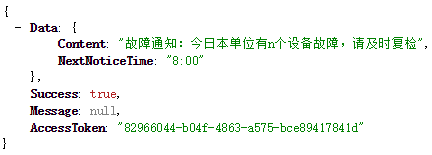 {
- Data: {
Content: "故障通知：今日本单位有n个设备故障，请及时复检",
NextNoticeTime: "8:00"
},
Success: true,
Message: null,
AccessToken: "82966044-b04f-4863-a575-bce89417841d"
}